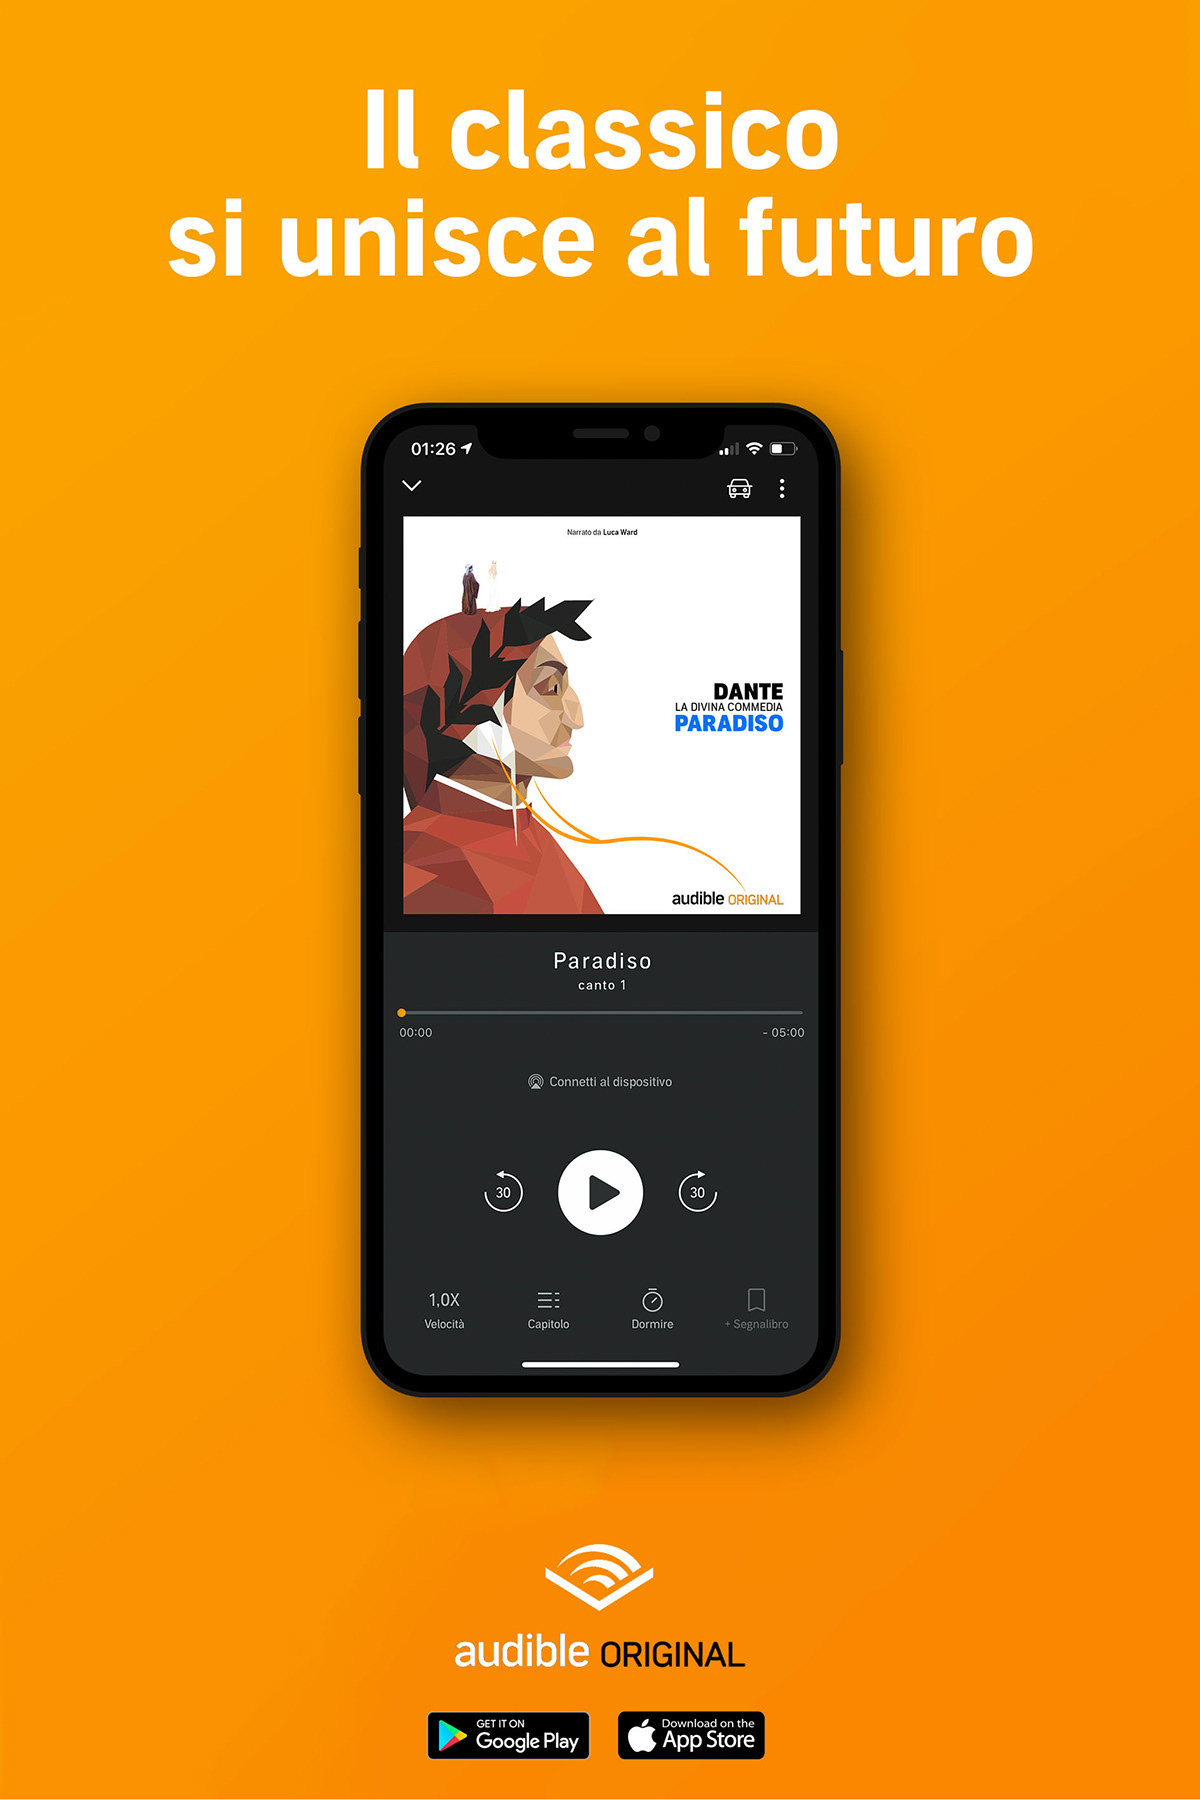 Il classico
si unisce al futuro
01:26
Narrato da Luca Ward
DANTE
LA DIVINA COMMEDIA
PARADISO
audible ORIGINAL
Paradiso
canto 1
00:00
- 05:00
Connetti al dispositivo
30
30
1,0X
Velocità
Capitolo
Dormire
+ Segnalibro
audible ORIGINAL
GET IT ON
Google Play
Download on the
App Store